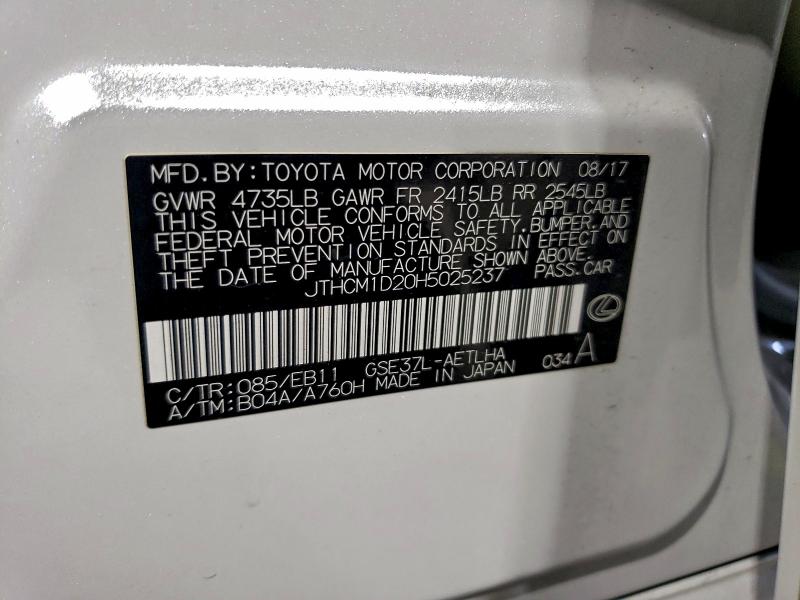 MFD. BY: TOYOTA MOTOR CORPORATION 08/17
GVWR 4735LB GAWR FR 2415LB RR 2545LB
THIS VEHICLE CONFORMS TO ALL APPLICABLE
FEDERAL MOTOR VEHICLE SAFETY, BUMPER, AND
THEFT PREVENTION STANDARDS IN EFFECT ON
THE DATE OF MANUFACTURE SHOWN ABOVE.
JTHCM1D20H5025237 PASS. CAR
C/TR: 085/EB11 GSE37L-AETLHA
A/TM: B04A/A760H MADE IN JAPAN 034 A